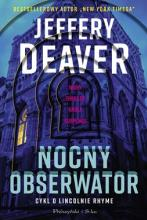 BESTSELLEROWY AUTOR „NEW YORK TIMESA"
JEFFERY
DEAVER
NOCNY
OBSERWATOR
CYKL O LINCOLNIE RHYME
Prószyński i S-ka